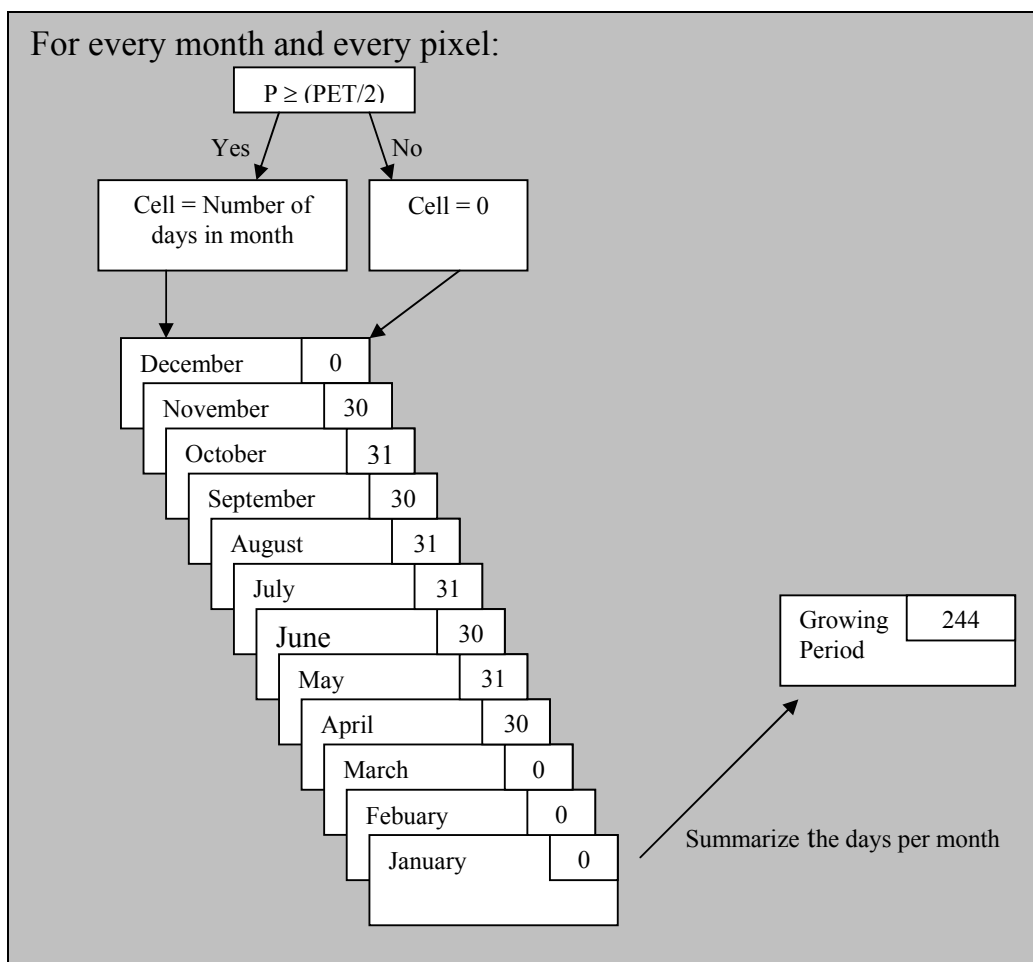 For every month and every pixel:
P ≥ (PET/2)
Yes
No
Cell = Number of
days in month
Cell = 0
December 0
November 30
October 31
September 30
August 31
July 31
June 30
May 31
April 30
March 0
Febuary 0
January 0
Growing 244
Period
Summarize the days per month